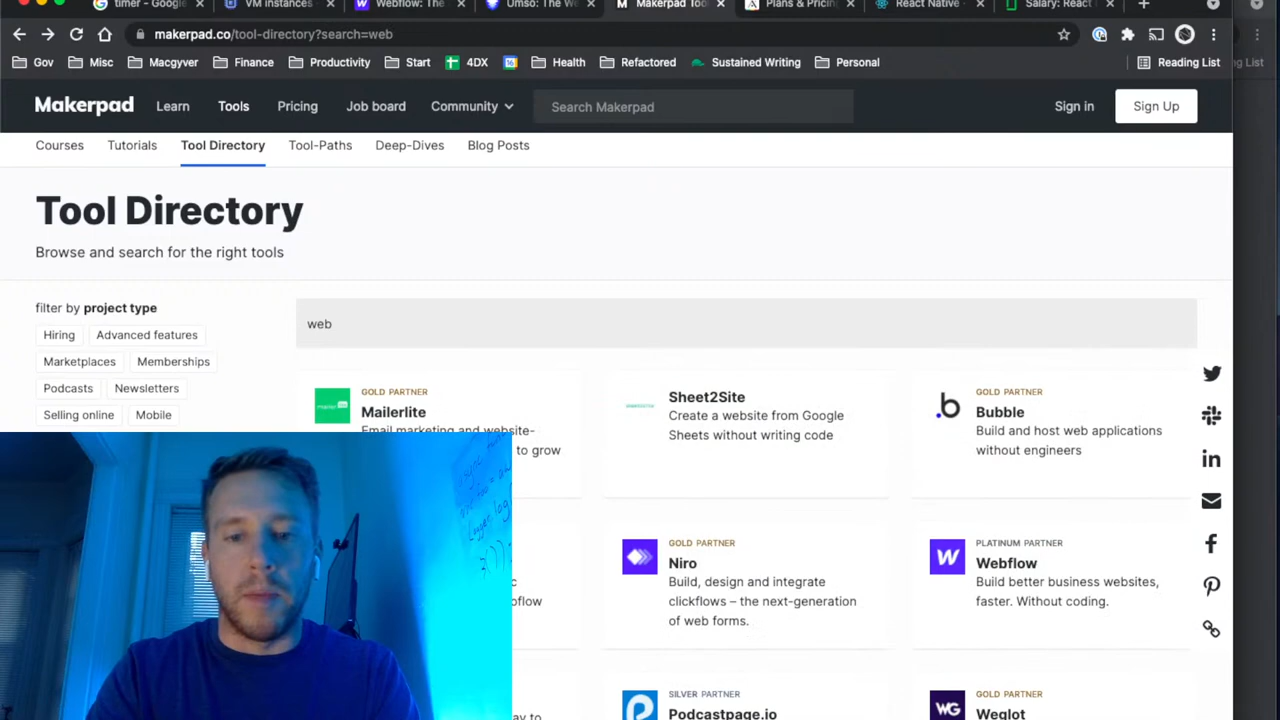 timer - Google
VM instances -
Webflow: The
Umso: The We
Makerpad Too
Plans & Pricing
React Native -
Salary: React
makerpad.co/tool-directory?search=web
Gov
Misc
Macgyver
Finance
Productivity
Start
4DX
Health
Refactored
Sustained Writing
Personal
Reading List
Makerpad
Learn
Tools
Pricing
Job board
Community
Search Makerpad
Sign in
Sign Up
Courses
Tutorials
Tool Directory
Tool-Paths
Deep-Dives
Blog Posts
Tool Directory
Browse and search for the right tools
filter by project type
Hiring
Advanced features
Marketplaces
Memberships
Podcasts
Newsletters
Selling online
Mobile
web
GOLD PARTNER
Mailerlite
Email marketing and website-
to grow
Sheet2Site
Create a website from Google
Sheets without writing code
GOLD PARTNER
Bubble
Build and host web applications
without engineers
GOLD PARTNER
Niro
Build, design and integrate
clickflows – the next-generation
of web forms.
PLATINUM PARTNER
Webflow
Build better business websites,
faster. Without coding.
SILVER PARTNER
Podcastpage.io
GOLD PARTNER
Weglot